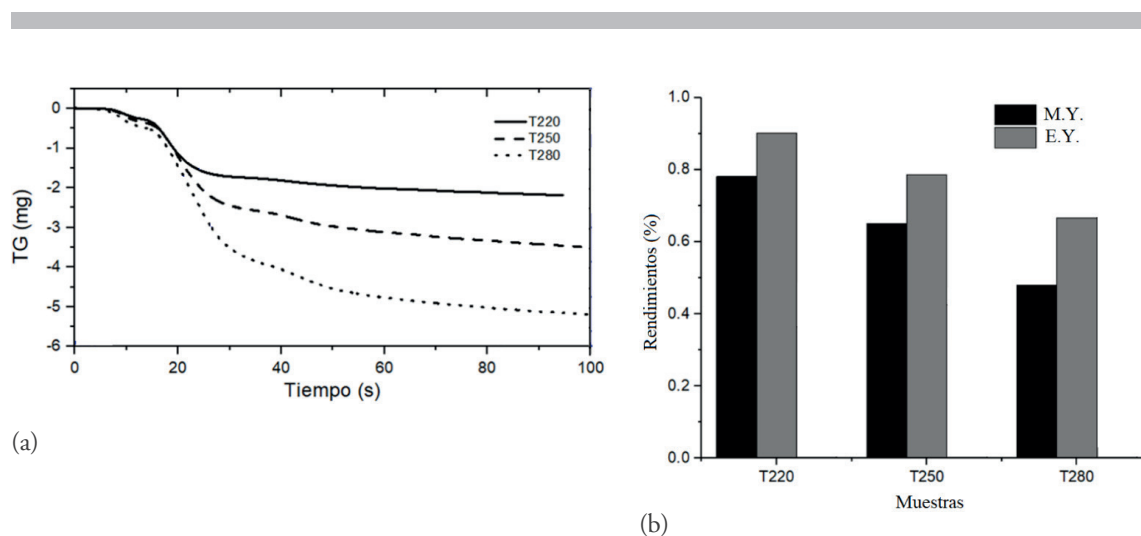 0
-1
-2
-3
-4
-5
-6
TG (mg)
T220
T250
T280
0
20
40
60
80
100
Tiempo (s)
(a)
1.0
0.8
0.6
0.4
0.2
0.0
Rendimientos (%)
M.Y.
E.Y.
T220
T250
T280
Muestras
(b)